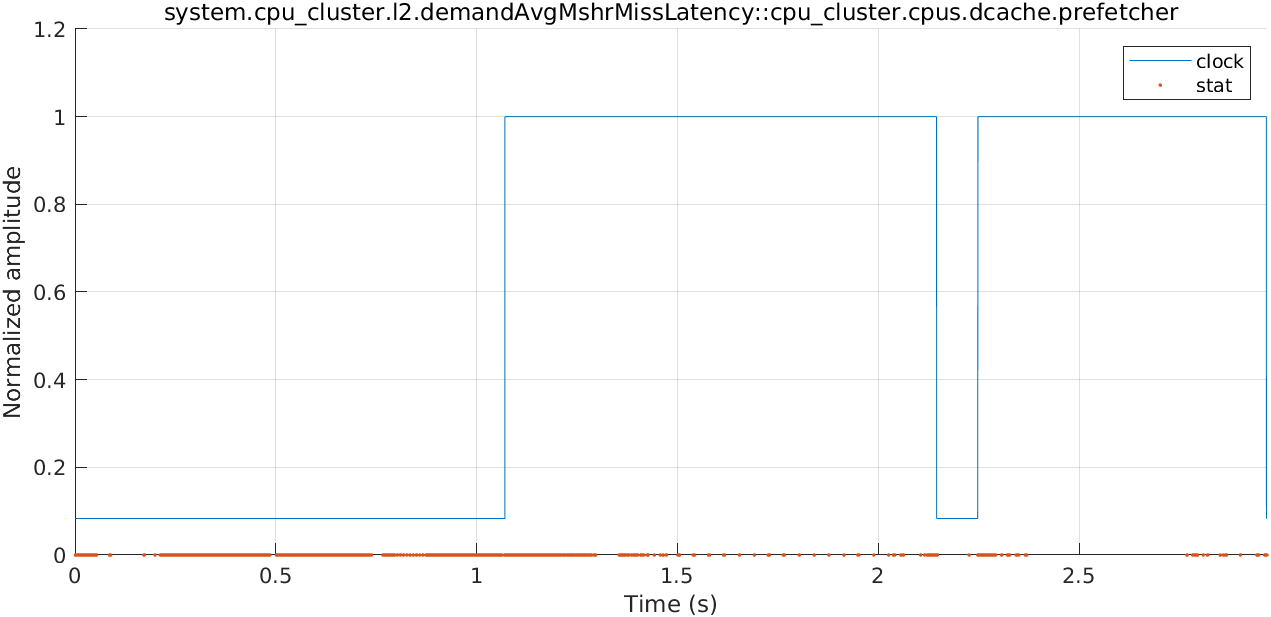 system.cpu_cluster.l2.demandAvgMshrMissLatency::cpu_cluster.cpus.dcache.prefetcher
1.2
clock
stat
1
0.8
Normalized amplitude
0.6
0.4
0.2
0
0
0.5
1
1.5
2
2.5
Time (s)